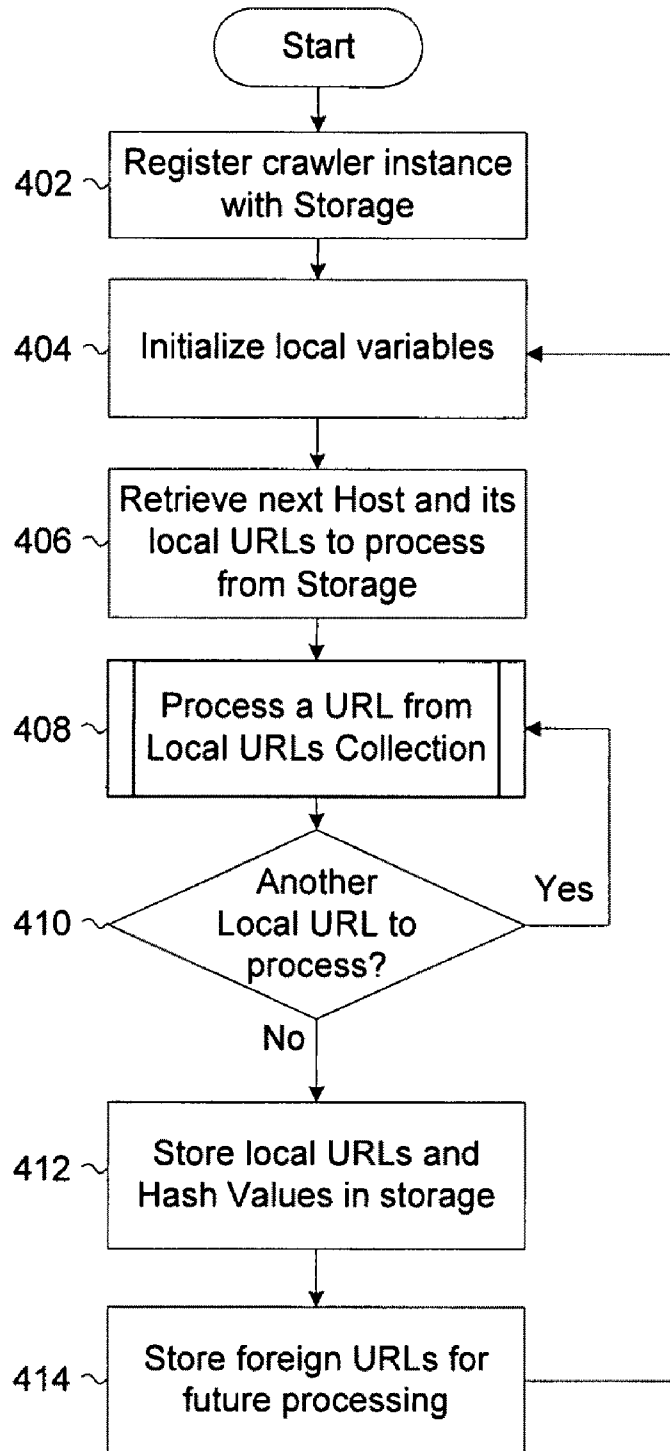 Start
402
Register crawler instance
with Storage
404
Initialize local variables
406
Retrieve next Host and its
local URLs to process
from Storage
408
Process a URL from
Local URLs Collection
410
Another
Local URL to
process?
Yes
No
412
Store local URLs and
Hash Values in storage
414
Store foreign URLs for
future processing